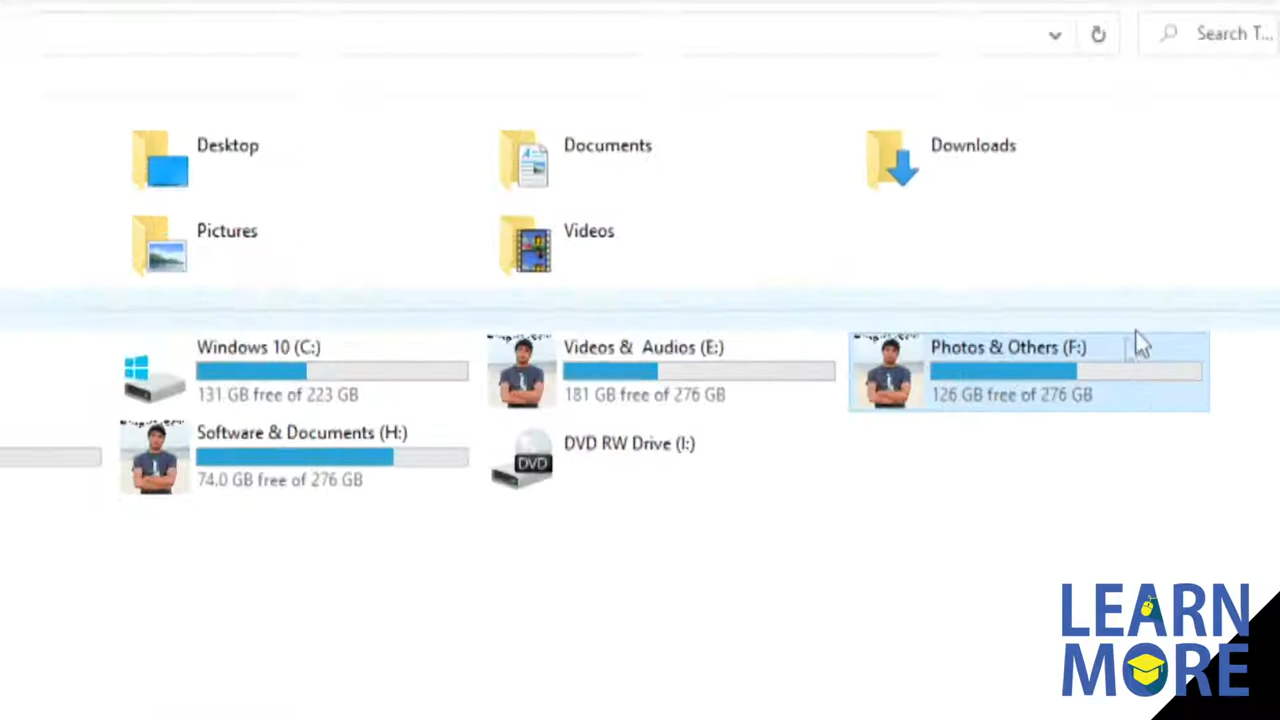 Search T...
Desktop
Documents
Downloads
Pictures
Videos
Windows 10 (C:)
131 GB free of 223 GB
Videos & Audios (E:)
181 GB free of 276 GB
Photos & Others (F:)
126 GB free of 276 GB
Software & Documents (H:)
74.0 GB free of 276 GB
DVD RW Drive (I:)
DVD
LEARN
MORE